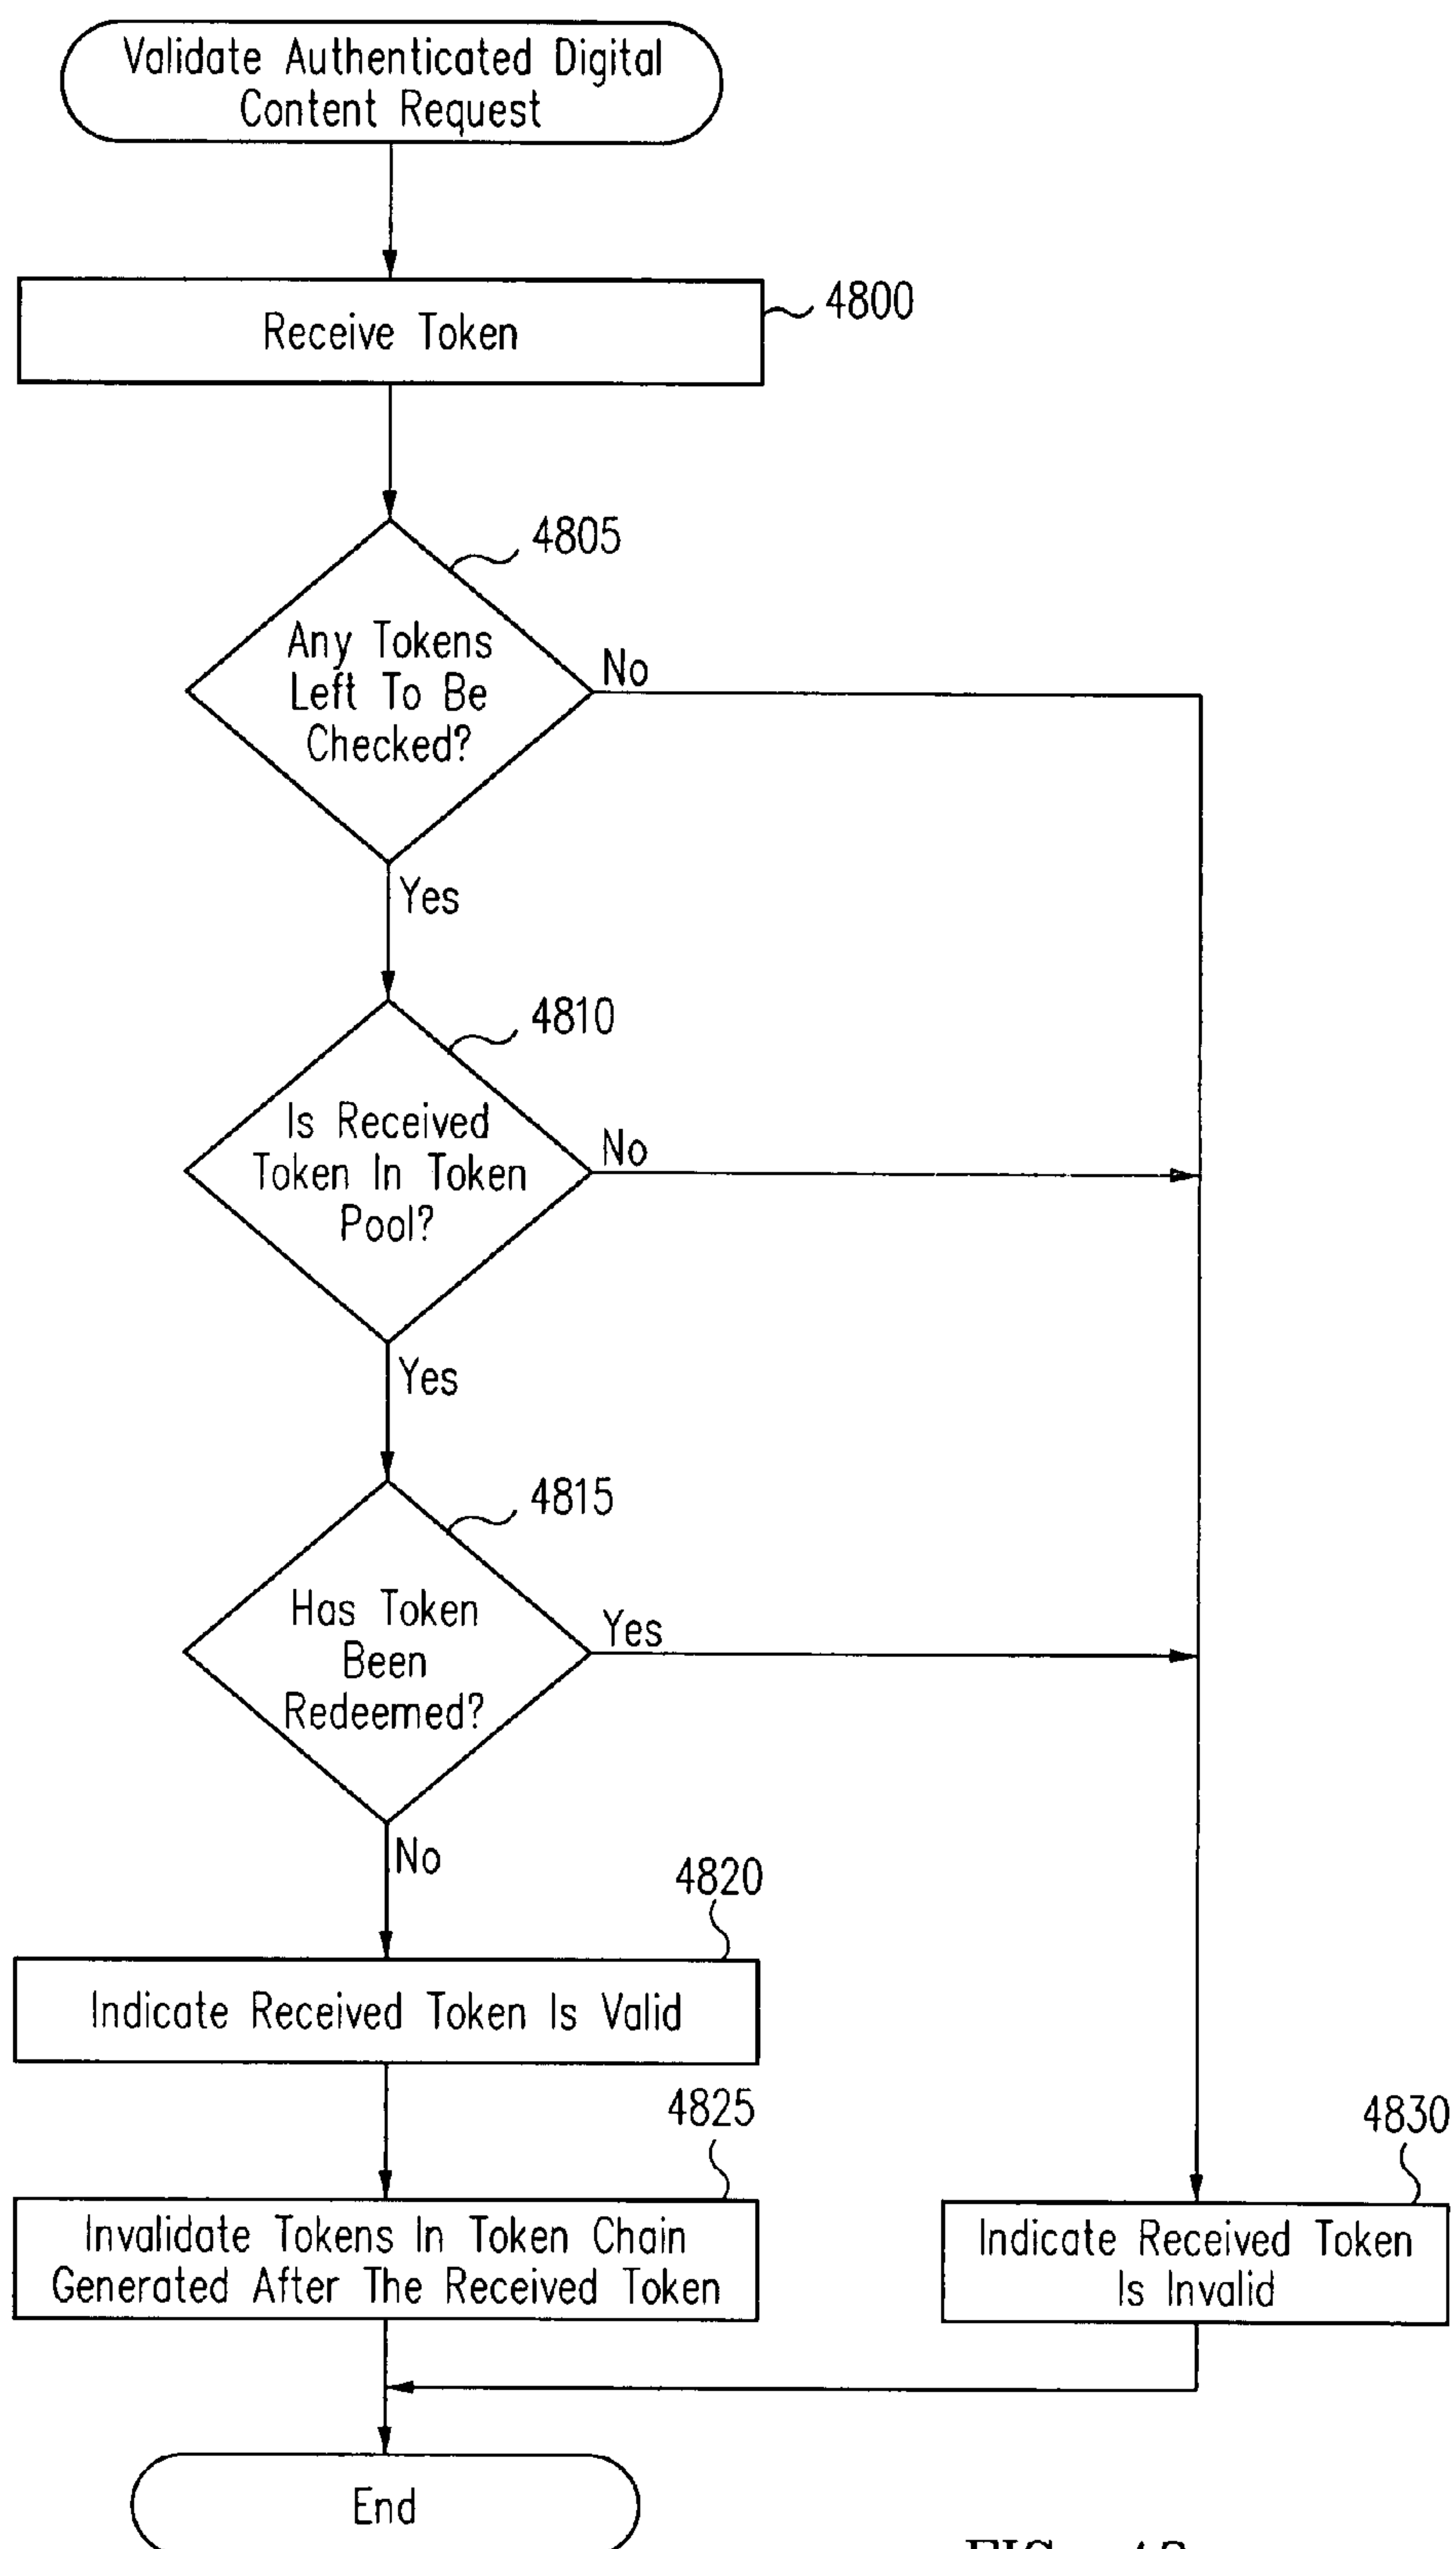 Validate Authenticated Digital
Content Request
Receive Token
4800
4805
Any Tokens
Left To Be
Checked?
No
Yes
4810
Is Received
Token In Token
Pool?
No
Yes
4815
Has Token
Been
Redeemed?
Yes
No
4820
Indicate Received Token Is Valid
4825
Invalidate Tokens In Token Chain
Generated After The Received Token
4830
Indicate Received Token
Is Invalid
End